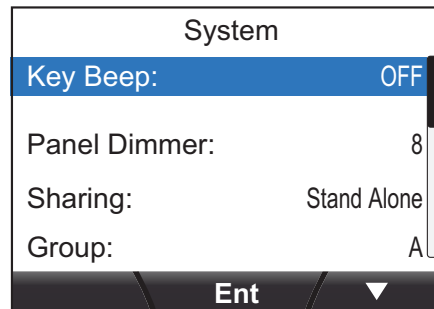 System
Key Beep: OFF
Panel Dimmer: 8
Sharing: Stand Alone
Group: A
Ent ▼